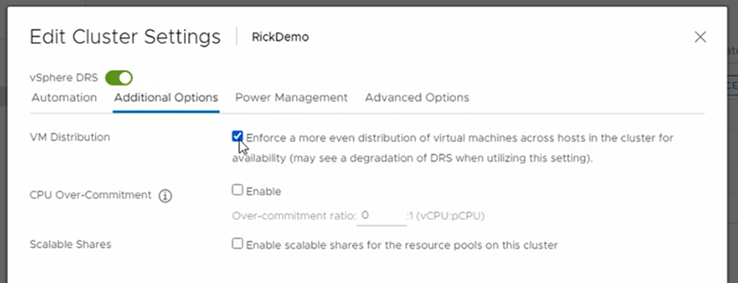 Edit Cluster Settings | RickDemo
vSphere DRS
Automation Additional Options Power Management Advanced Options
VM Distribution Enforce a more even distribution of virtual machines across hosts in the cluster for
availability (may see a degradation of DRS when utilizing this setting).
CPU Over-Commitment Enable
Over-commitment ratio: 0 :1 (vCPU:pCPU)
Scalable Shares Enable scalable shares for the resource pools on this cluster